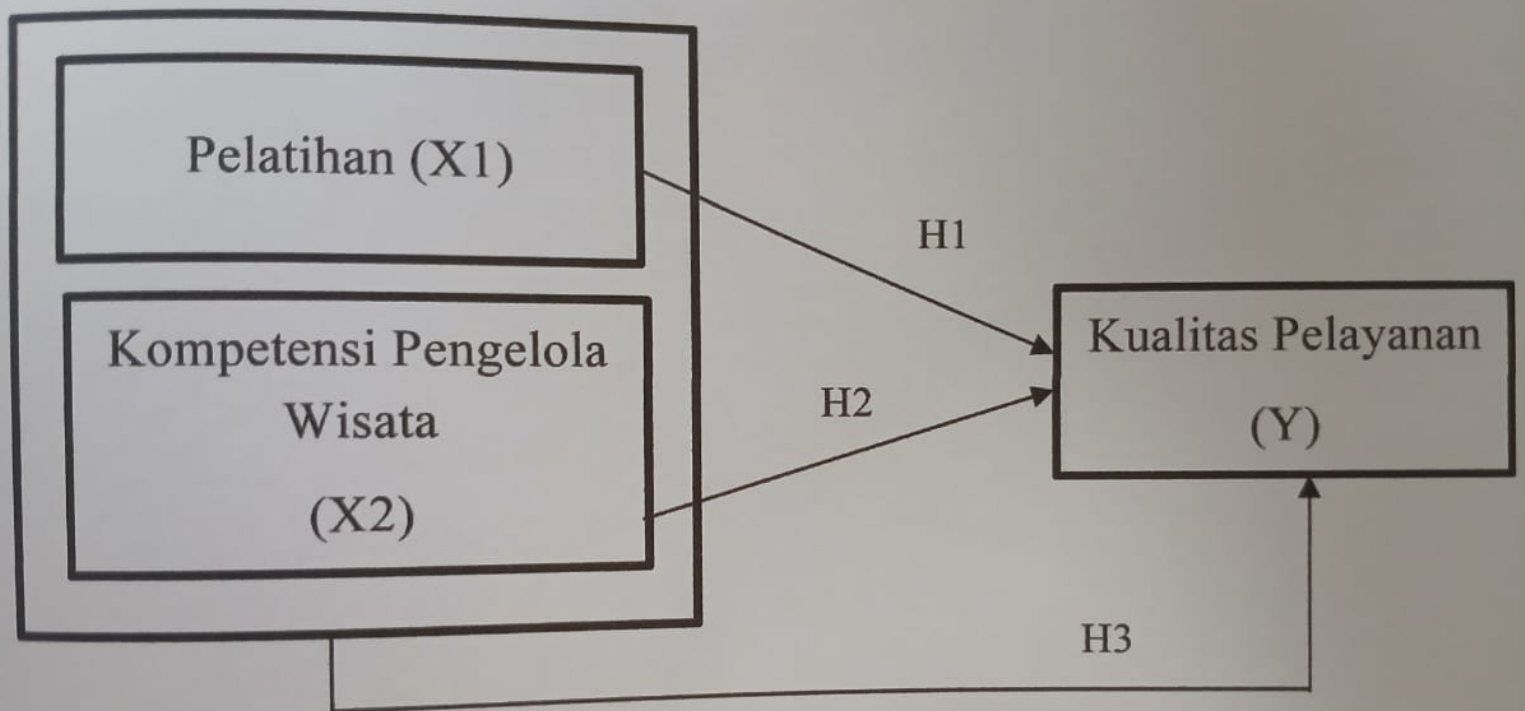 Pelatihan (X1)
Kompetensi Pengelola
Wisata
(X2)
H1
H2
Kualitas Pelayanan
(Y)
H3